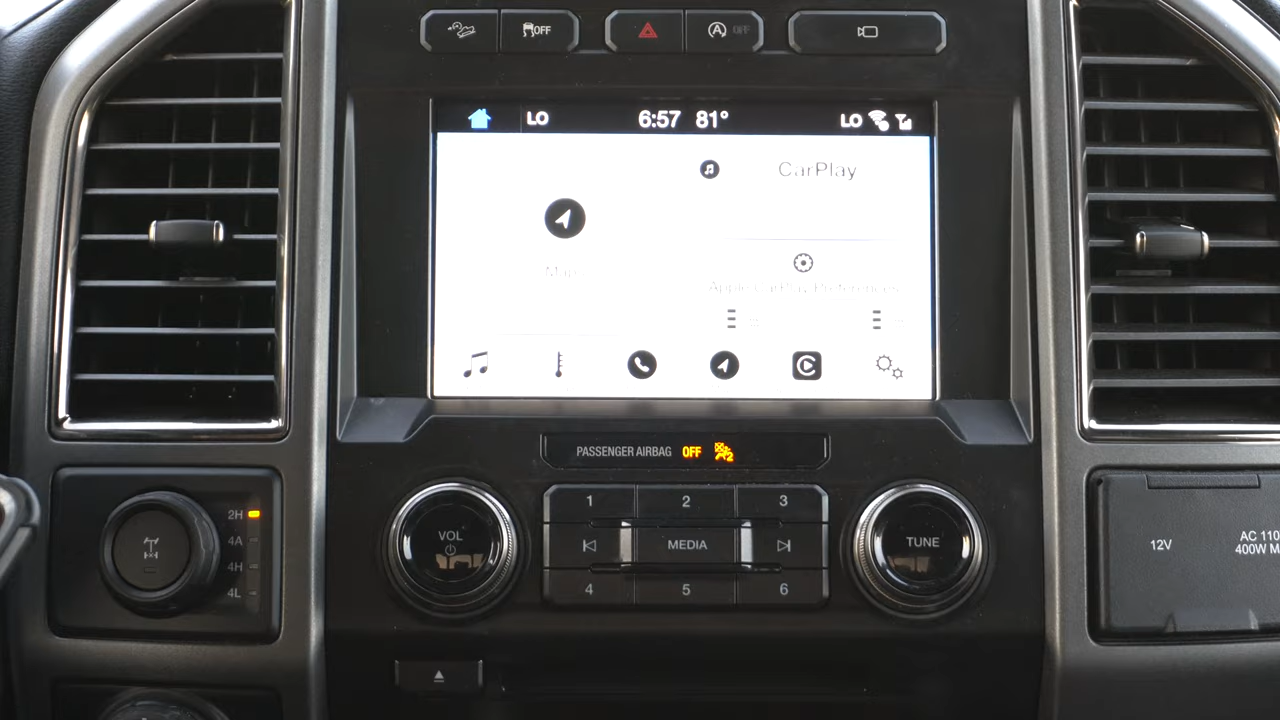 OFF
A OFF
LO 6:57 81° LO
CarPlay
Map
Apple CarPlay Preferences
PASSENGER AIRBAG OFF 2
1 2 3
VOL MEDIA TUNE
4 5 6
2H
4A
4H
4L
12V
AC 110
400W M